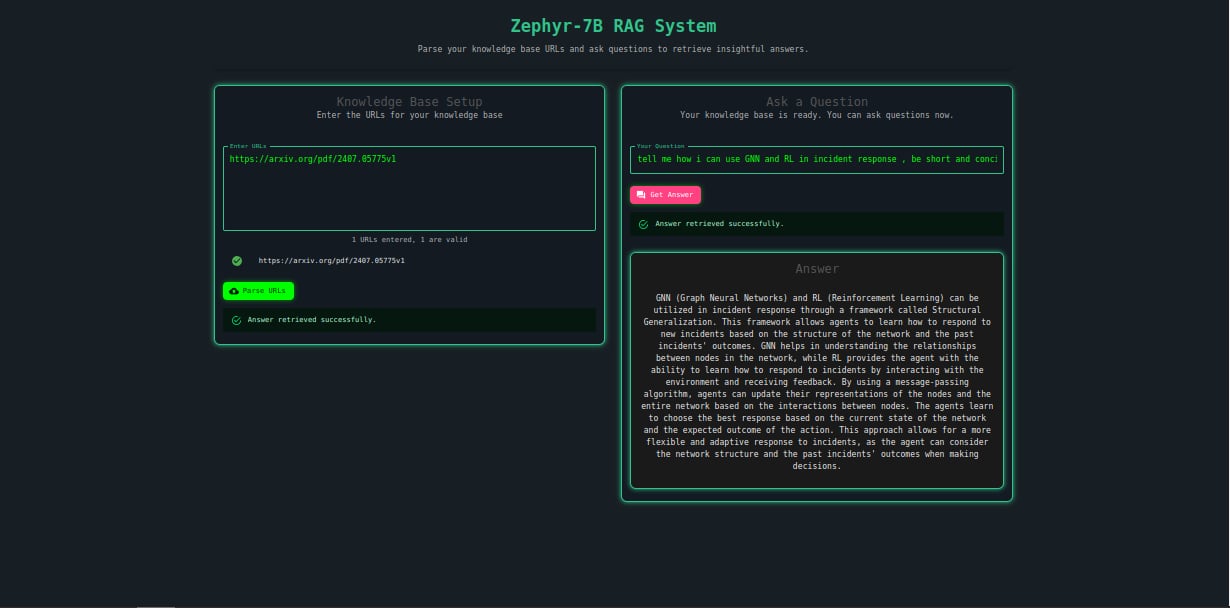 Zephyr-7B RAG System
Parse your knowledge base URLs and ask questions to retrieve insightful answers.
Knowledge Base Setup
Enter the URLs for your knowledge base
Enter URLs
https://arxiv.org/pdf/2407.05775v1
1 URLs entered, 1 are valid
https://arxiv.org/pdf/2407.05775v1
Parse URLs
Answer retrieved successfully.
Ask a Question
Your knowledge base is ready. You can ask questions now.
Your Question
tell me how i can use GNN and RL in incident response , be short and conci
Get Answer
Answer retrieved successfully.
Answer
GNN (Graph Neural Networks) and RL (Reinforcement Learning) can be
utilized in incident response through a framework called Structural
Generalization. This framework allows agents to learn how to respond to
new incidents based on the structure of the network and the past
incidents' outcomes. GNN helps in understanding the relationships
between nodes in the network, while RL provides the agent with the
ability to learn how to respond to incidents by interacting with the
environment and receiving feedback. By using a message-passing
algorithm, agents can update their representations of the nodes and the
entire network based on the interactions between nodes. The agents learn
to choose the best response based on the current state of the network
and the expected outcome of the action. This approach allows for a more
flexible and adaptive response to incidents, as the agent can consider
the network structure and the past incidents' outcomes when making
decisions.